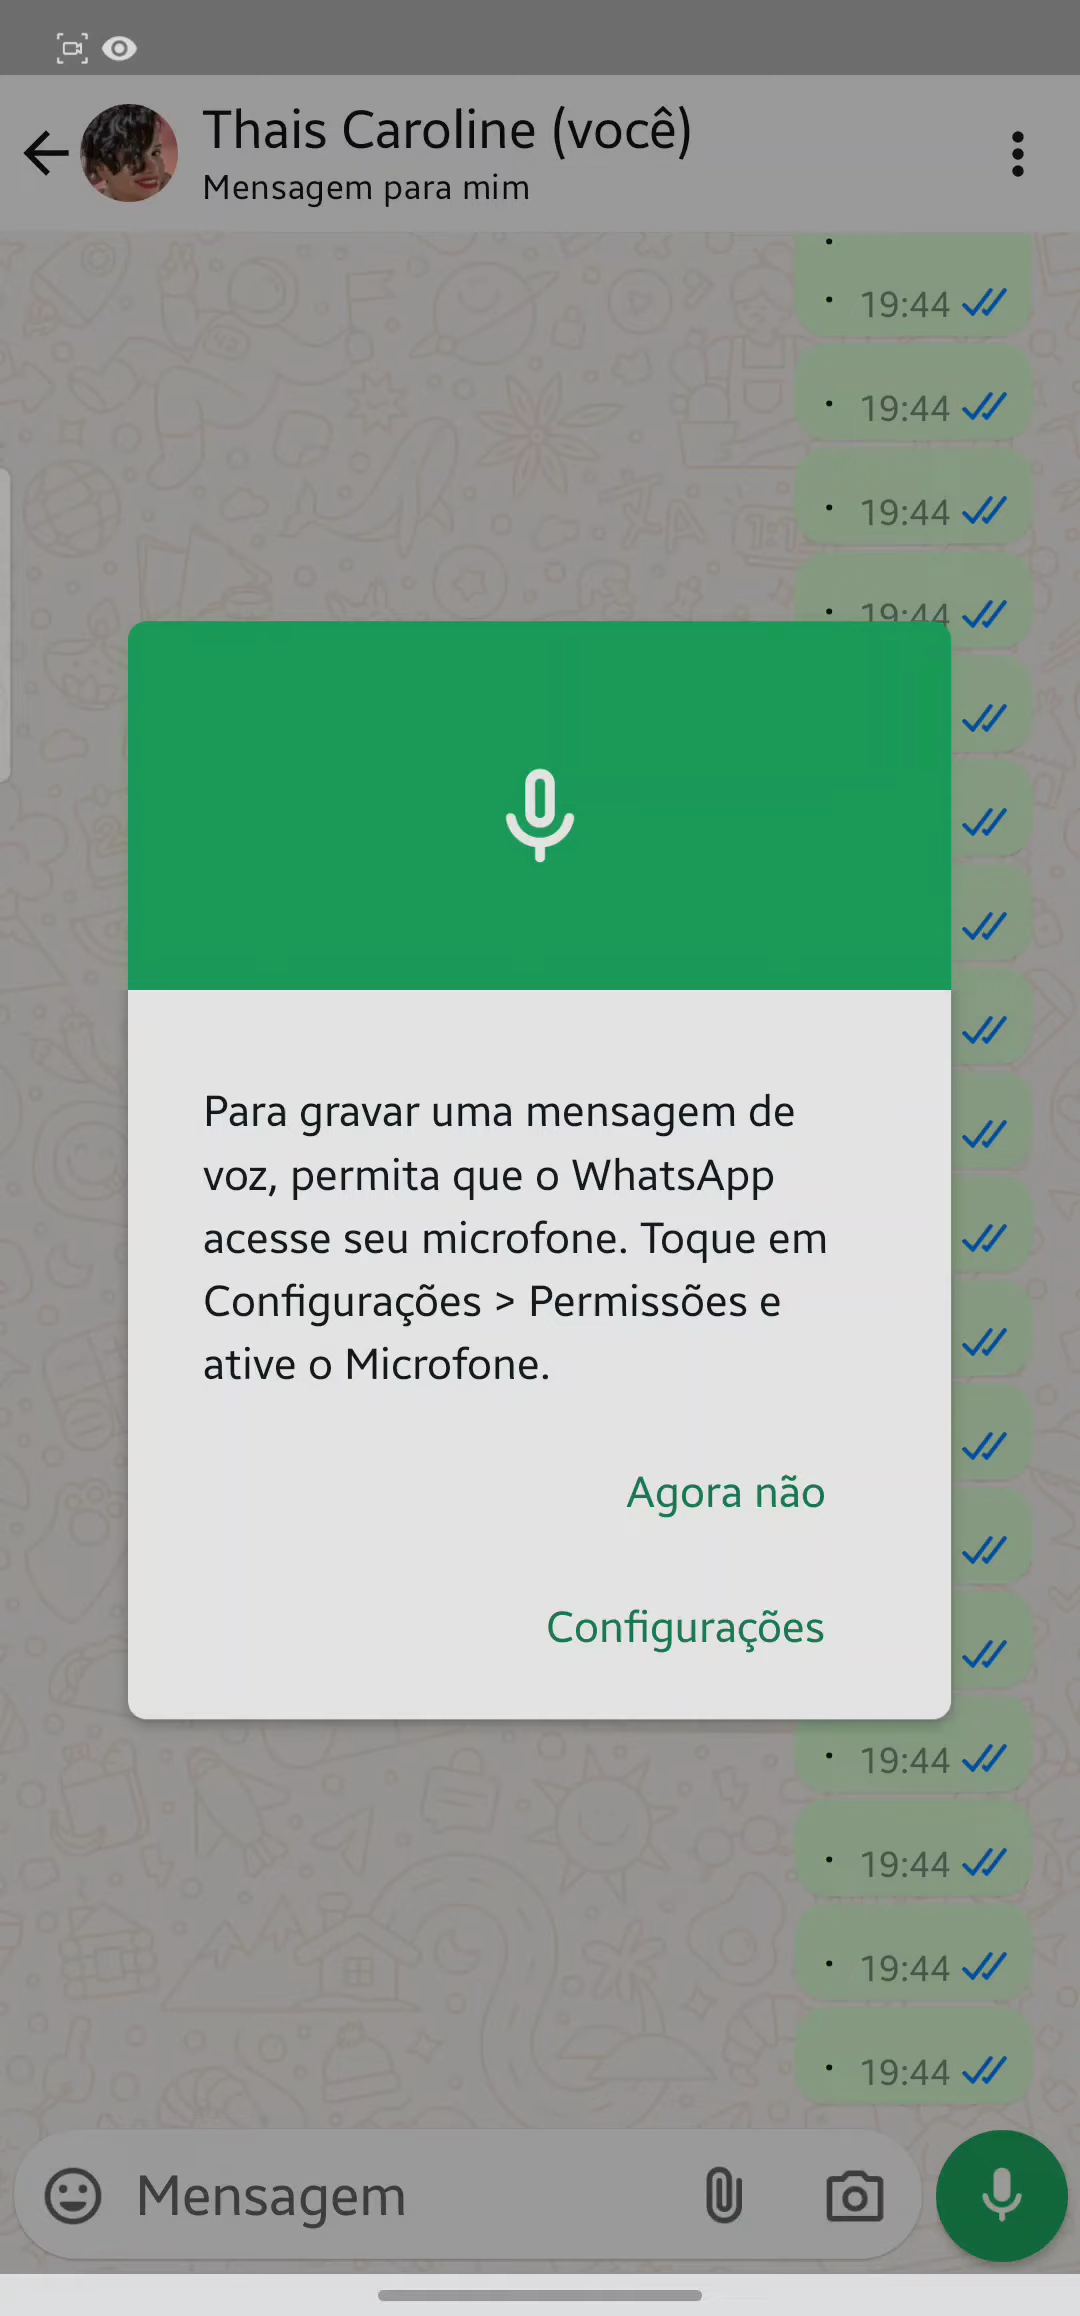 Thais Caroline (você)
Mensagem para mim
19:44
19:44
19:44
19:44
Para gravar uma mensagem de
voz, permita que o WhatsApp
acesse seu microfone. Toque em
Configurações > Permissões e
ative o Microfone.
Agora não
Configurações
19:44
19:44
19:44
19:44
Mensagem